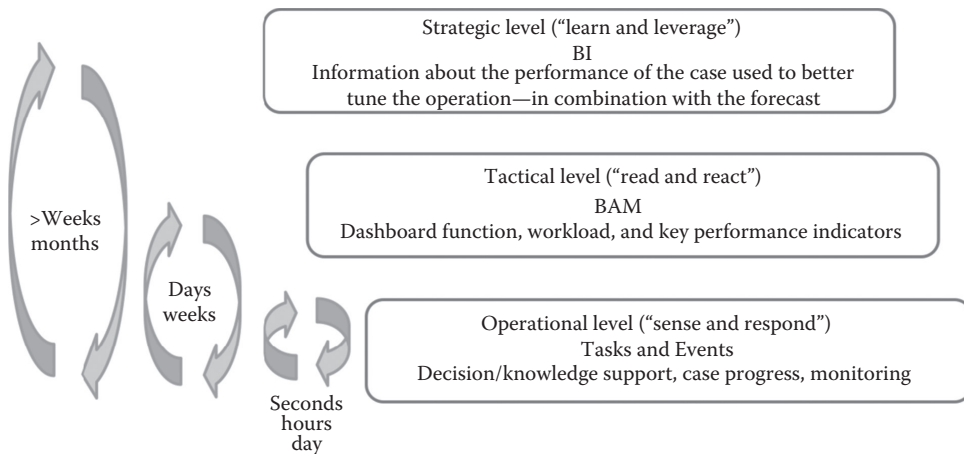 Strategic level (“learn and leverage”)
BI
Information about the performance of the case used to better
tune the operation—in combination with the forecast
Tactical level (“read and react”)
BAM
Dashboard function, workload, and key performance indicators
>Weeks
months
Days
weeks
Operational level (“sense and respond”)
Tasks and Events
Decision/knowledge support, case progress, monitoring
Seconds
hours
day